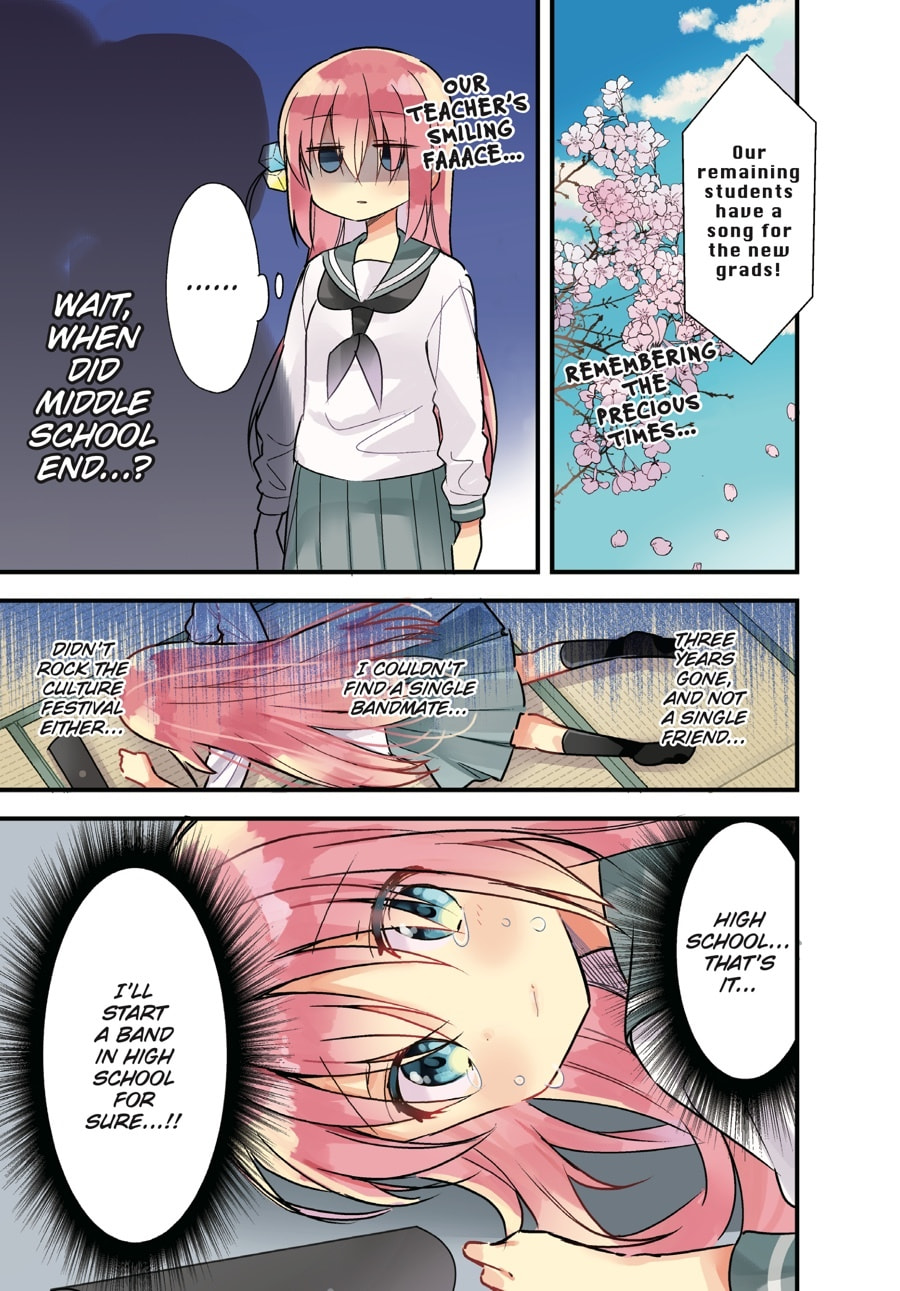 Our
remaining
students
have a
song for
the new
grads!
REMEMBERING
THE
PRECIOUS
TIMES...
OUR
TEACHER'S
SMILING
FAAACE...
......
WAIT,
WHEN
DID
MIDDLE
SCHOOL
END...?
THREE
YEARS
GONE,
AND NOT
A SINGLE
FRIEND...
I COULDN'T
FIND A SINGLE
BANDMATE...
DIDN'T
ROCK THE
CULTURE
FESTIVAL
EITHER...
HIGH
SCHOOL...
THAT'S
IT...
I'LL
START
A BAND
IN HIGH
SCHOOL
FOR
SURE...!!